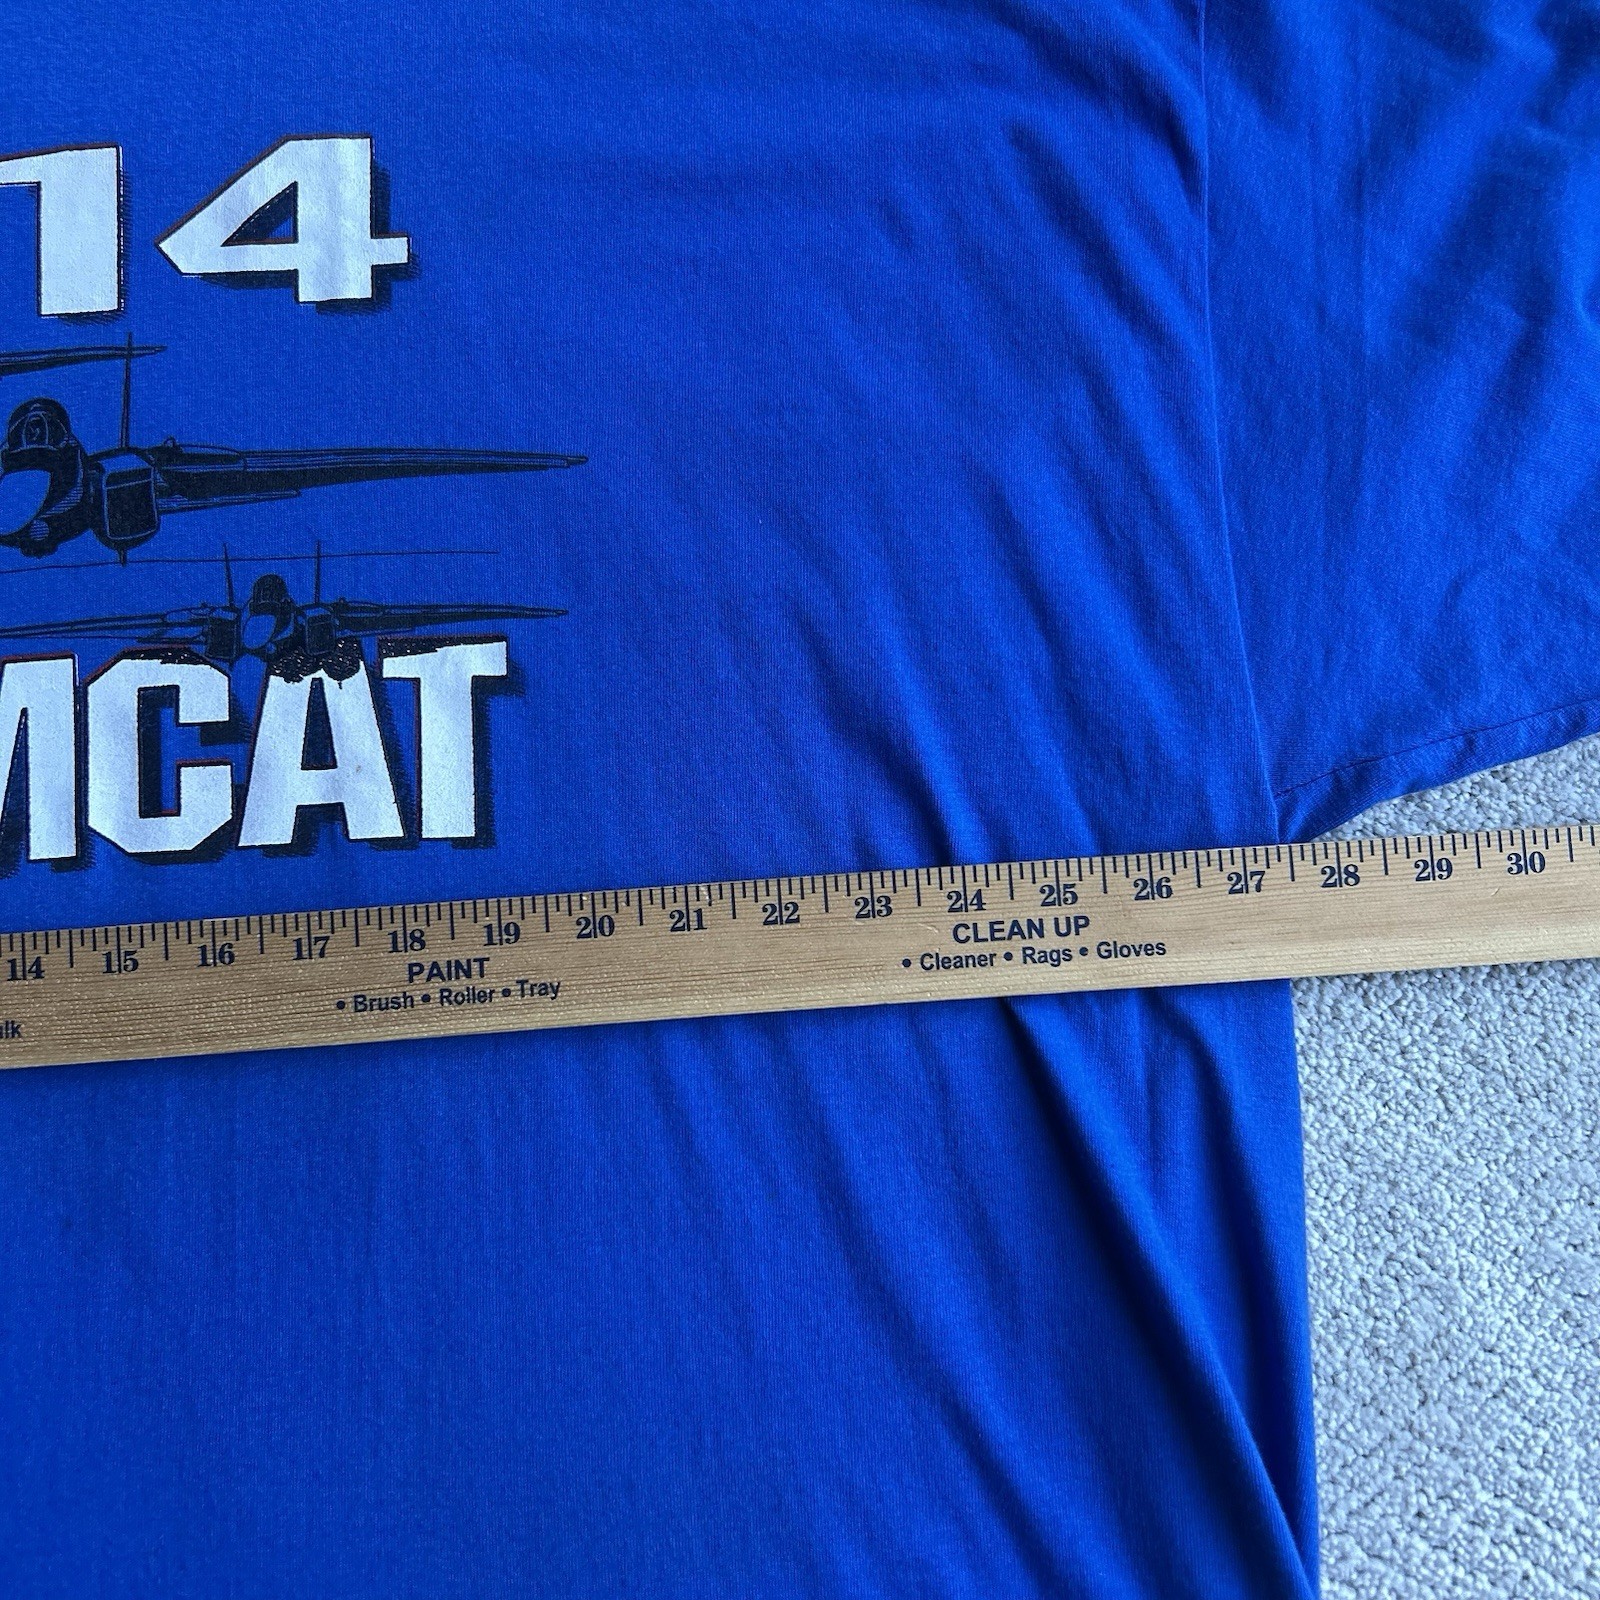 14
MCAT
14 15 16 17 18 19 20 21 22 23 24 25 26 27 28 29 30
PAINT
• Brush • Roller • Tray
CLEAN UP
• Cleaner • Rags • Gloves
ulk